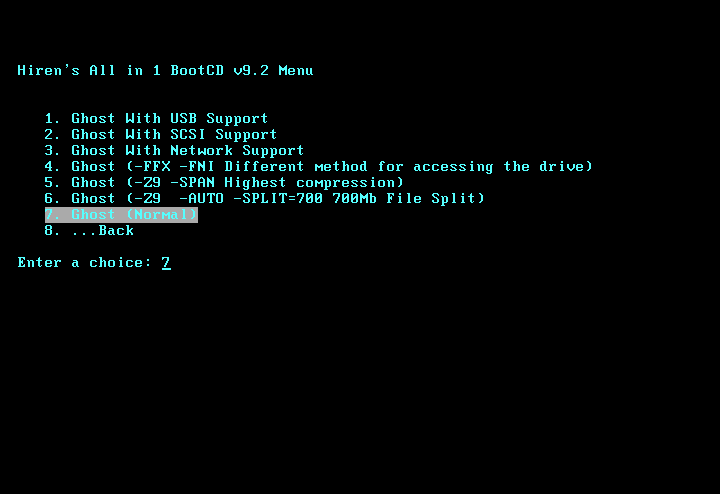 Hiren's All in 1 BootCD v9.2 Menu
1. Ghost With USB Support
2. Ghost With SCSI Support
3. Ghost With Network Support
4. Ghost (-FFX -FNI Different method for accessing the drive)
5. Ghost (-Z9 -SPAN Highest compression)
6. Ghost (-Z9  -AUTO -SPLIT=700 700Mb File Split)
7. Ghost (Normal)
8. ...Back
Enter a choice: 7